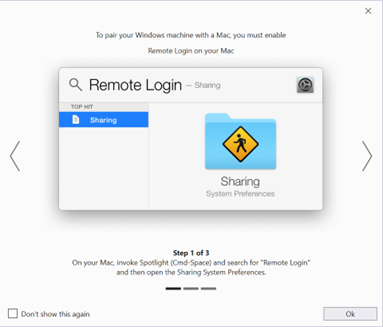 To pair your Windows machine with a Mac, you must enable
Remote Login on your Mac
Remote Login – Sharing
TOP HIT
Sharing
Sharing
System Preferences
Step 1 of 3
On your Mac, invoke Spotlight (Cmd-Space) and search for "Remote Login"
and then open the Sharing System Preferences.
Don't show this again
Ok